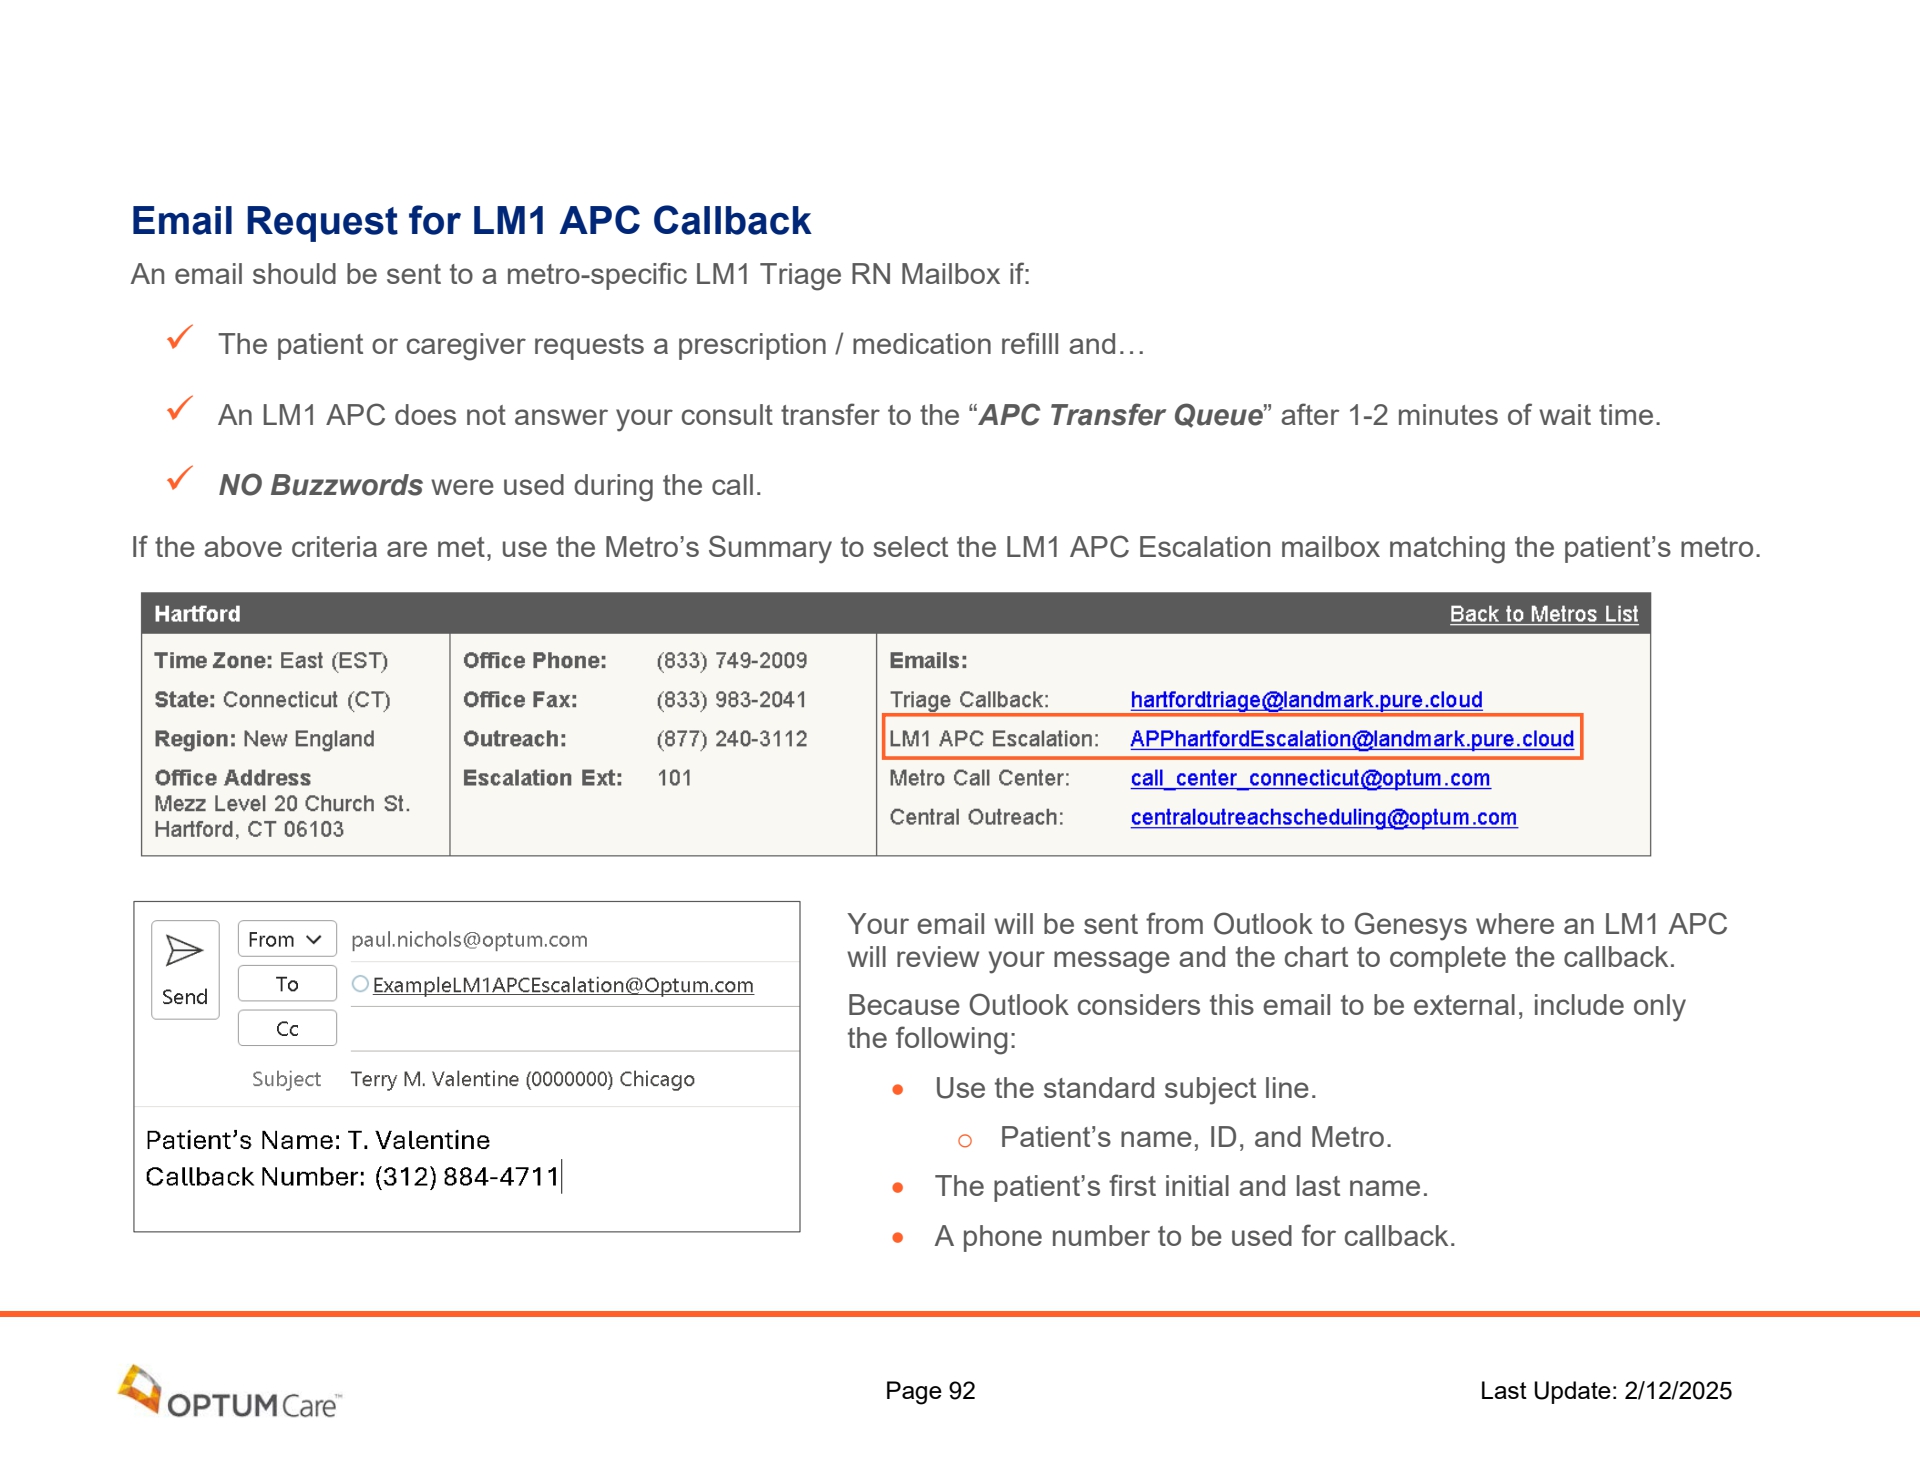 Email Request for LM1 APC Callback
An email should be sent to a metro-specific LM1 Triage RN Mailbox if:
✓ The patient or caregiver requests a prescription / medication refilll and…
✓ An LM1 APC does not answer your consult transfer to the “APC Transfer Queue” after 1-2 minutes of wait time.
✓ NO Buzzwords were used during the call.
If the above criteria are met, use the Metro’s Summary to select the LM1 APC Escalation mailbox matching the patient’s metro.
Hartford Back to Metros List
Time Zone: East (EST)
State: Connecticut (CT)
Region: New England
Office Address
Mezz Level 20 Church St.
Hartford, CT 06103
Office Phone: (833) 749-2009
Office Fax: (833) 983-2041
Outreach: (877) 240-3112
Escalation Ext: 101
Emails:
Triage Callback: hartfordtriage@landmark.pure.cloud
LM1 APC Escalation: APPhartfordEscalation@landmark.pure.cloud
Metro Call Center: call_center_connecticut@optum.com
Central Outreach: centraloutreachscheduling@optum.com
Send
From paul.nichols@optum.com
To ExampleLM1APCEscalation@Optum.com
Cc
Subject Terry M. Valentine (0000000) Chicago
Patient’s Name: T. Valentine
Callback Number: (312) 884-4711
Your email will be sent from Outlook to Genesys where an LM1 APC
will review your message and the chart to complete the callback.
Because Outlook considers this email to be external, include only
the following:
• Use the standard subject line.
o Patient’s name, ID, and Metro.
• The patient’s first initial and last name.
• A phone number to be used for callback.
OPTUM Care™
Page 92
Last Update: 2/12/2025